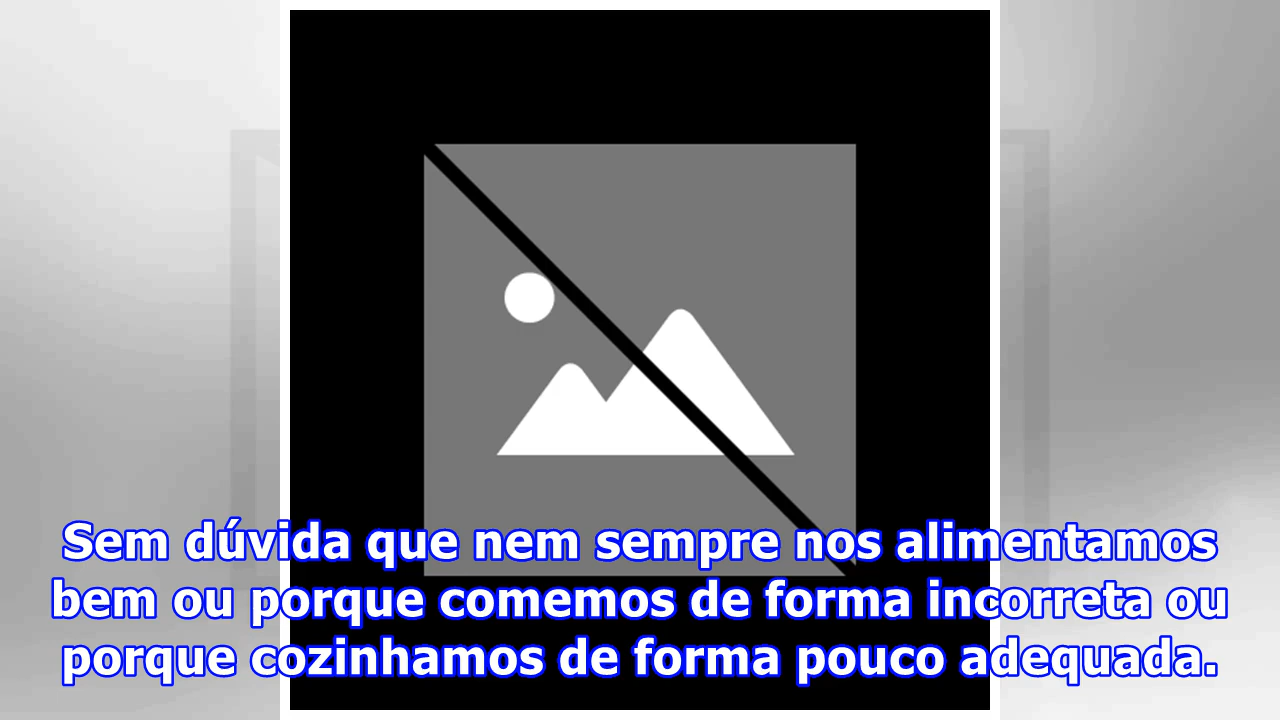 Sem dúvida que nem sempre nos alimentamos
bem ou porque comemos de forma incorreta ou
porque cozinhamos de forma pouco adequada.